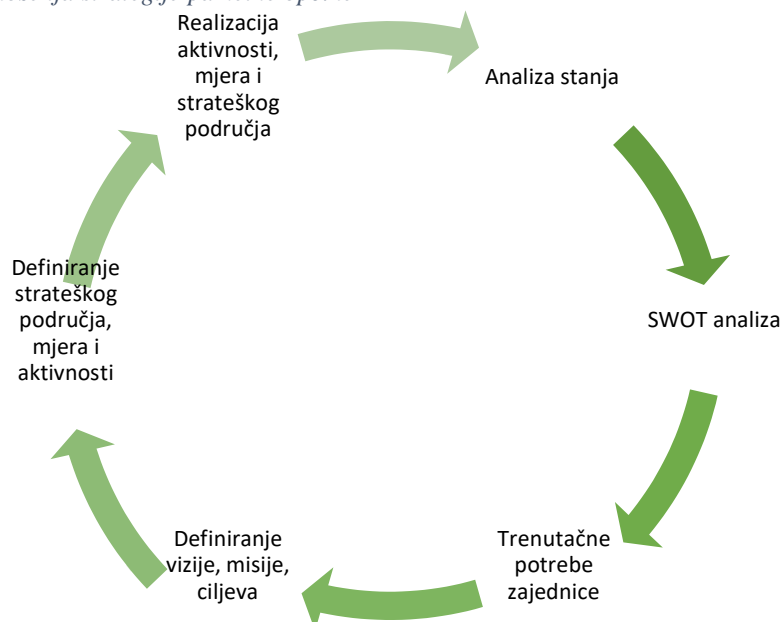 Realizacija
aktivnosti,
mjera i
strateškog
područja
Analiza stanja
SWOT analiza
Trenutačne
potrebe
zajednice
Definiranje
vizije, misije,
ciljeva
Definiranje
strateškog
područja,
mjera i
aktivnosti